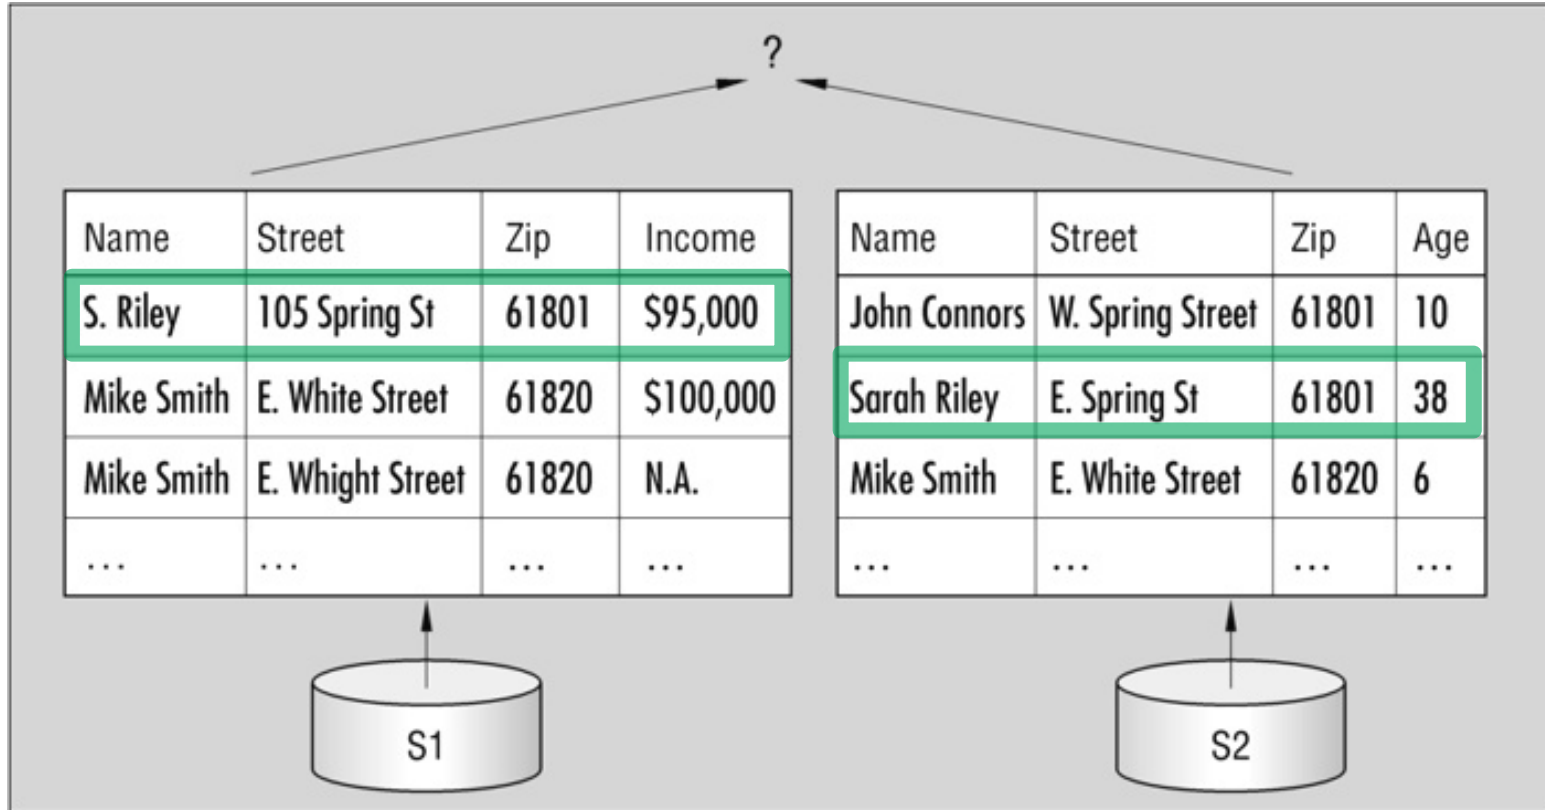 ?
Name Street Zip Income
S. Riley 105 Spring St 61801 $95,000
Mike Smith E. White Street 61820 $100,000
Mike Smith E. Whight Street 61820 N.A.
... ... ... ...
Name Street Zip Age
John Connors W. Spring Street 61801 10
Sarah Riley E. Spring St 61801 38
Mike Smith E. White Street 61820 6
... ... ... ...
S1
S2